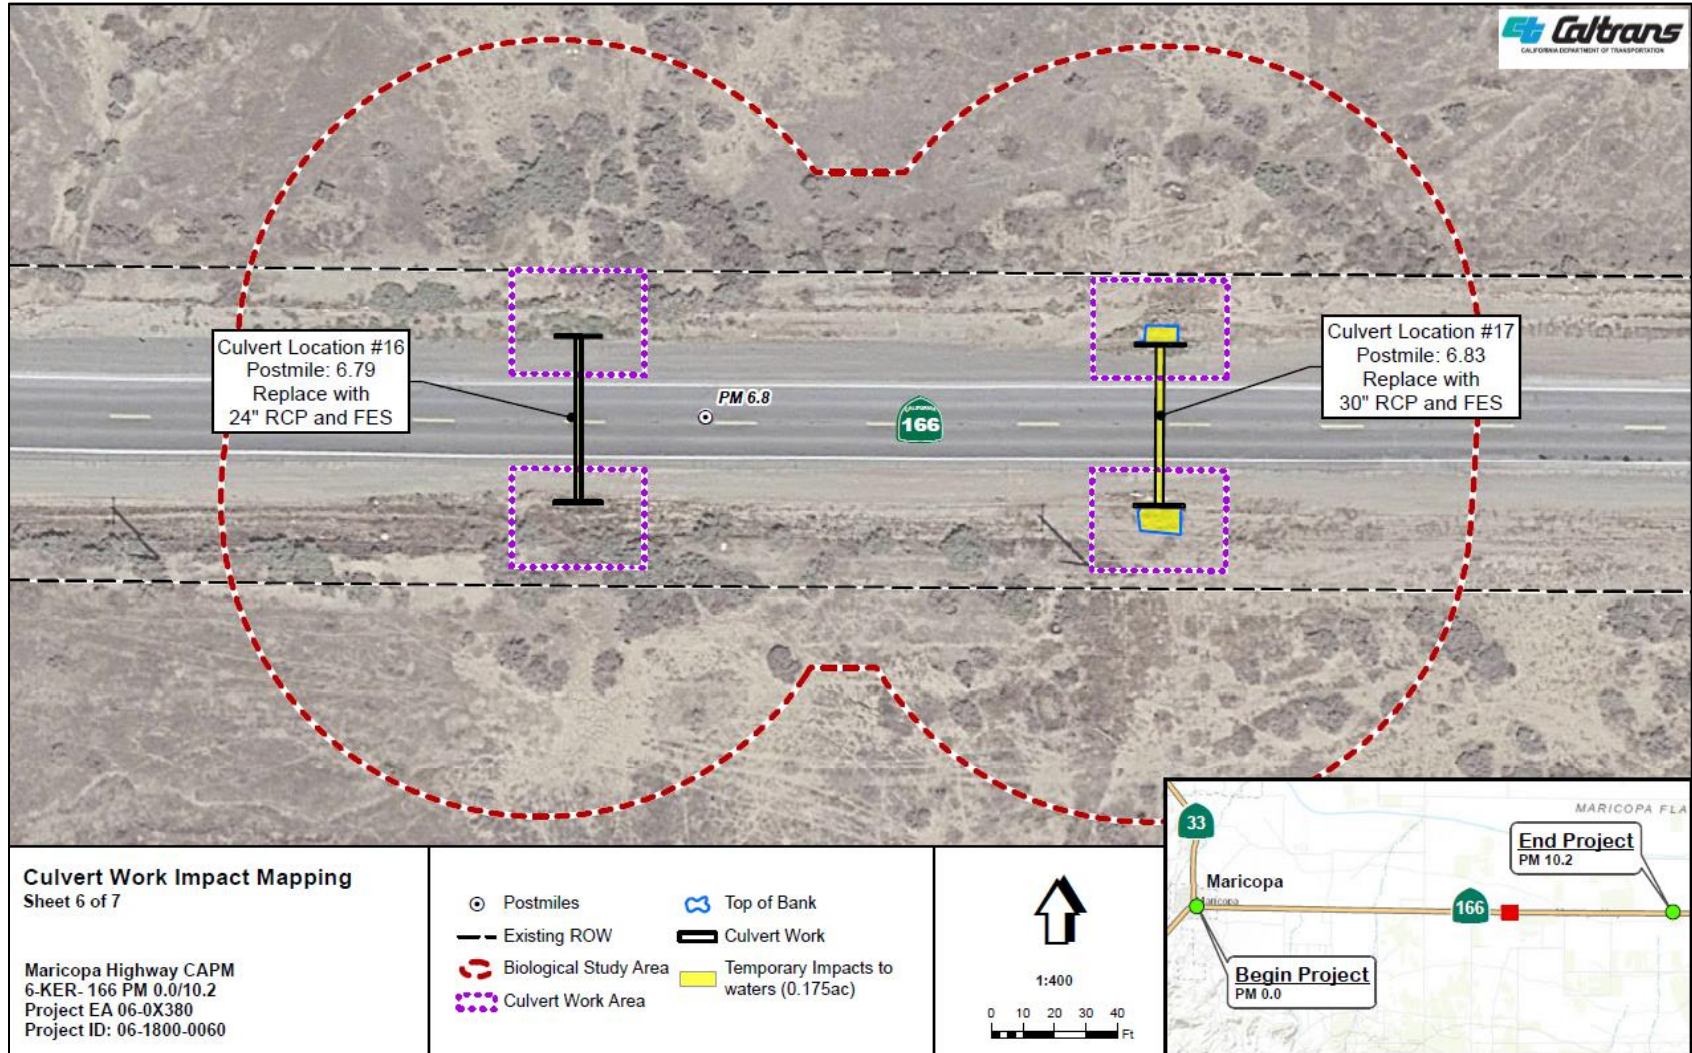 Caltrans
CALIFORNIA DEPARTMENT OF TRANSPORTATION
Culvert Location #16
Postmile: 6.79
Replace with
24" RCP and FES
PM 6.8
CALIFORNIA
166
Culvert Location #17
Postmile: 6.83
Replace with
30" RCP and FES
Culvert Work Impact Mapping
Sheet 6 of 7
Maricopa Highway CAPM
6-KER- 166 PM 0.0/10.2
Project EA 06-0X380
Project ID: 06-1800-0060
Postmiles
Existing ROW
Biological Study Area
Culvert Work Area
Top of Bank
Culvert Work
Temporary Impacts to
waters (0.175ac)
1:400
0 10 20 30 40
Ft
33
MARICOPA FLA
End Project
PM 10.2
Maricopa
Maricopa
166
Begin Project
PM 0.0